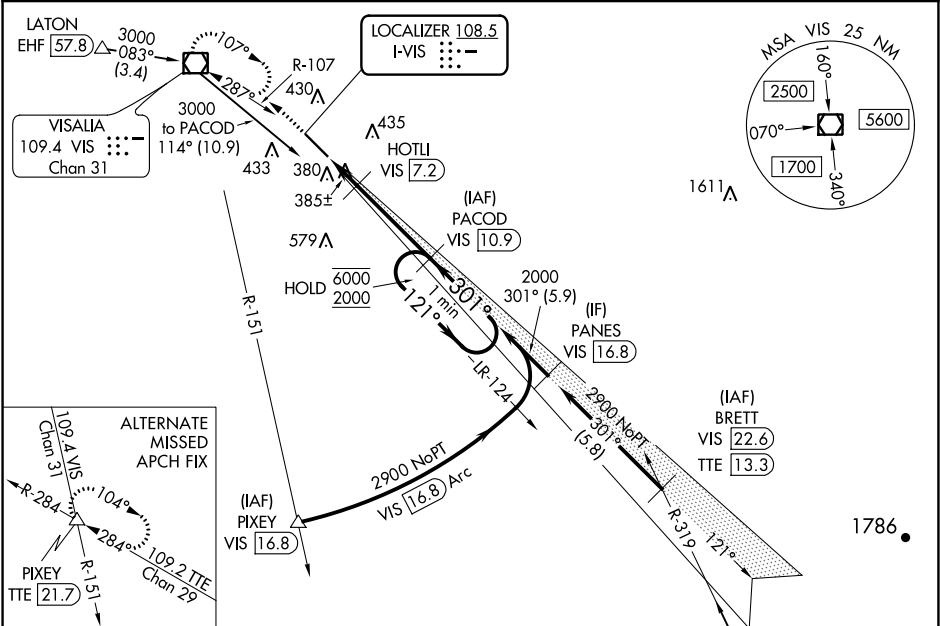 LATON
EHF 57.8
3000
083°
(3.4)
107°
R-107
287°
LOCALIZER 108.5
I-VIS
VISALIA
109.4 VIS
Chan 31
3000
to PACOD
114° (10.9)
430
435
433
380
385±
579
HOTLI
VIS 7.2
(IAF)
PACOD
VIS 10.9
HOLD 6000
2000
1 min
301°
121°
2000
301° (5.9)
(IF)
PANES
VIS 16.8
LR-124
R-151
2900 NoPT
301°
(5.8)
(IAF)
BRETT
VIS 22.6
TTE 13.3
R-319
121°
2900 NoPT
VIS 16.8 Arc
(IAF)
PIXEY
VIS 16.8
1611
1786
MSA VIS 25 NM
160°
2500
5600
070°
1700
340°
ALTERNATE
MISSED
APCH FIX
109.4 VIS
Chan 31
R-284
104°
284°
109.2 TTE
Chan 29
R-151
PIXEY
TTE 21.7